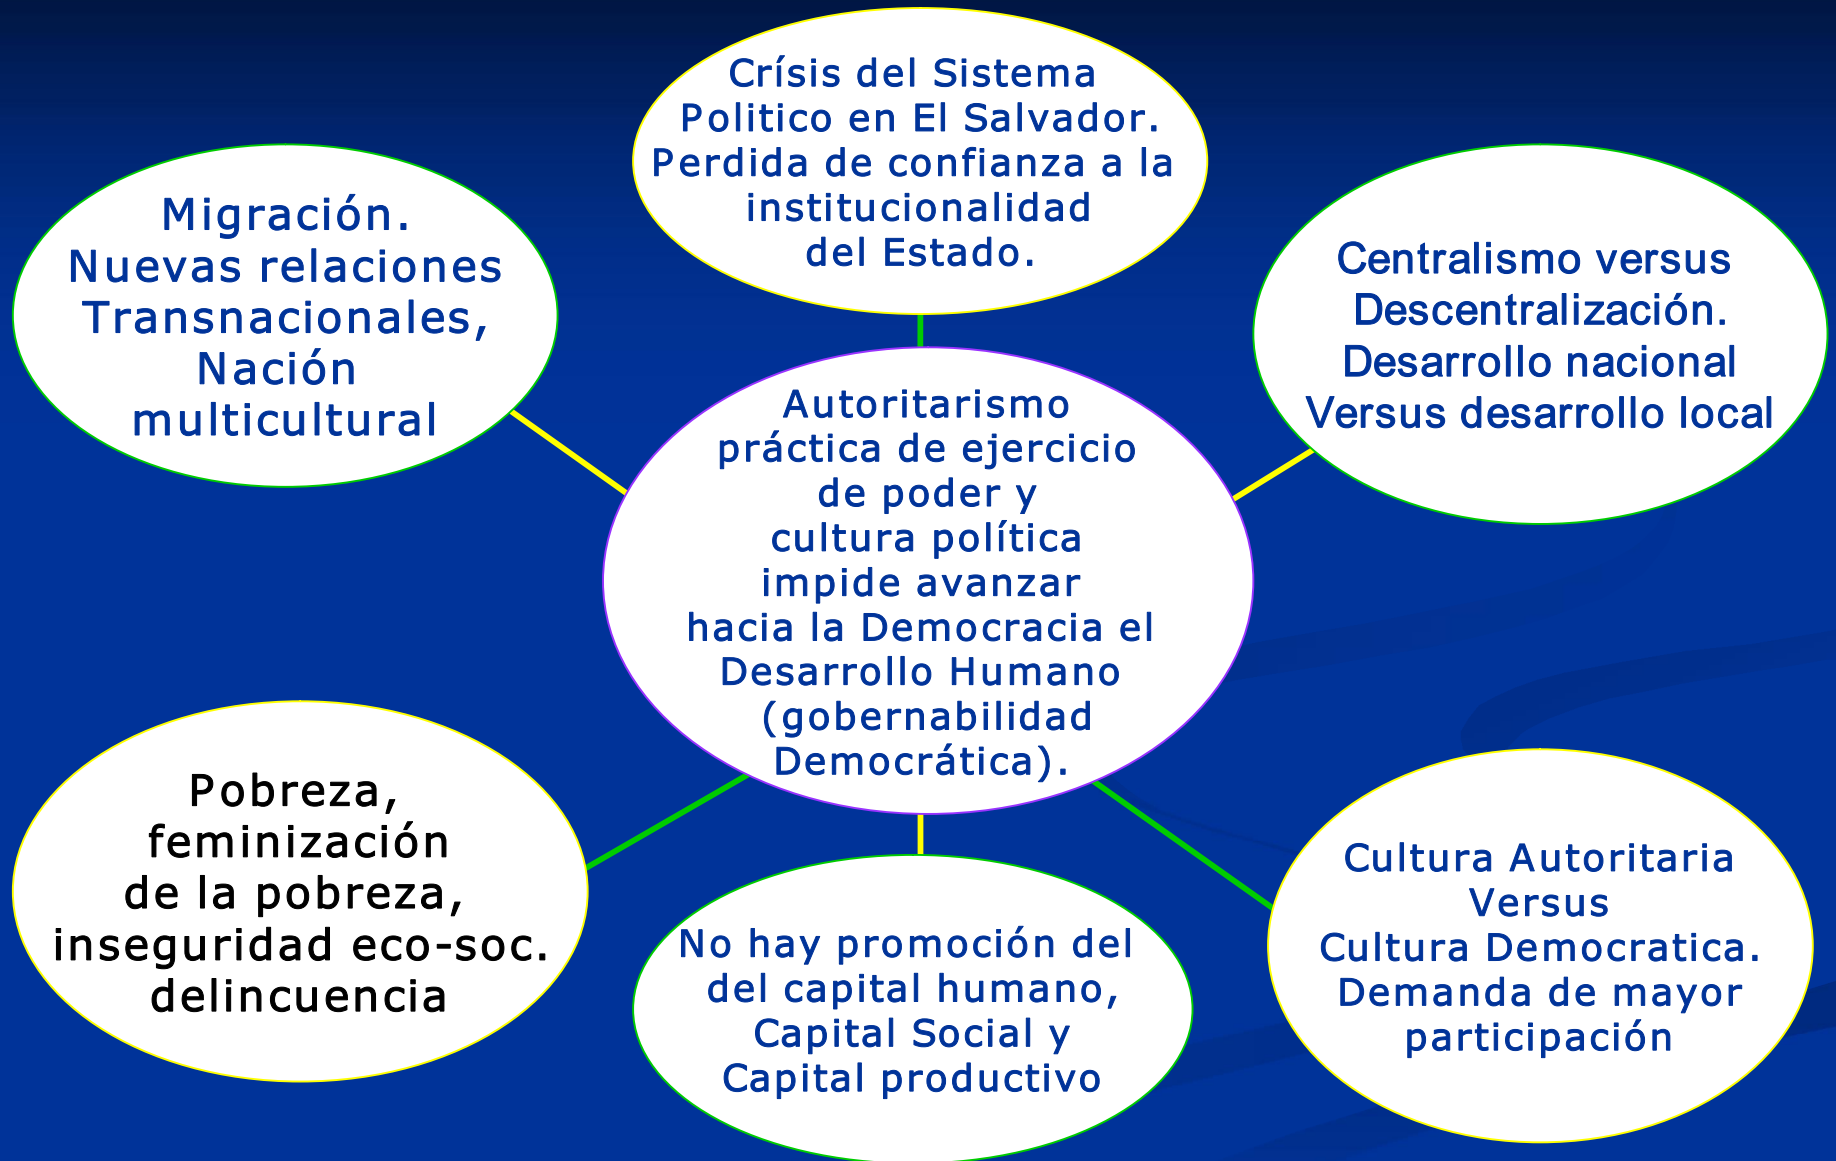 Crísis del Sistema
Politico en El Salvador.
Perdida de confianza a la
institucionalidad
del Estado.
Migración.
Nuevas relaciones
Transnacionales,
Nación
multicultural
Centralismo versus
Descentralización.
Desarrollo nacional
Versus desarrollo local
Autoritarismo
práctica de ejercicio
de poder y
cultura política
impide avanzar
hacia la Democracia el
Desarrollo Humano
(gobernabilidad
Democrática).
Pobreza,
feminización
de la pobreza,
inseguridad eco-soc.
delincuencia
No hay promoción del
del capital humano,
Capital Social y
Capital productivo
Cultura Autoritaria
Versus
Cultura Democratica.
Demanda de mayor
participación